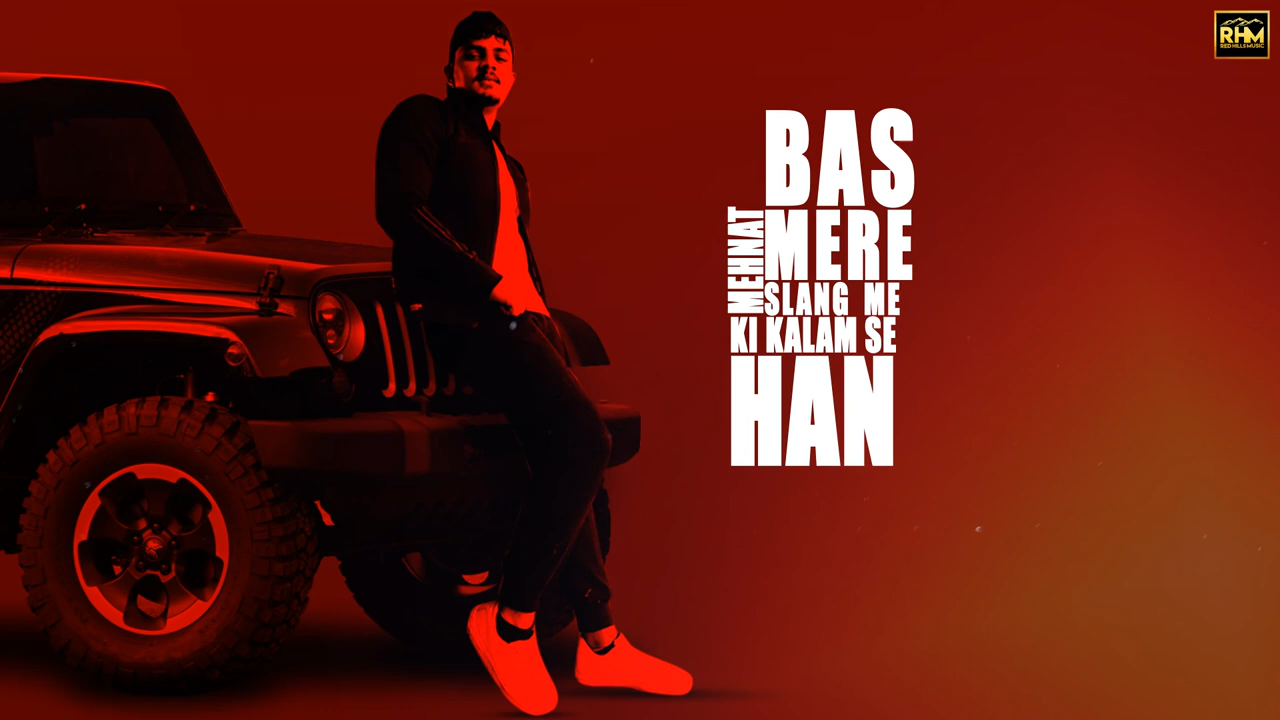 RHM
RED HILLS MUSIC
BAS
MERE
MEHNAT
SLANG ME
KI KALAM SE
HAN